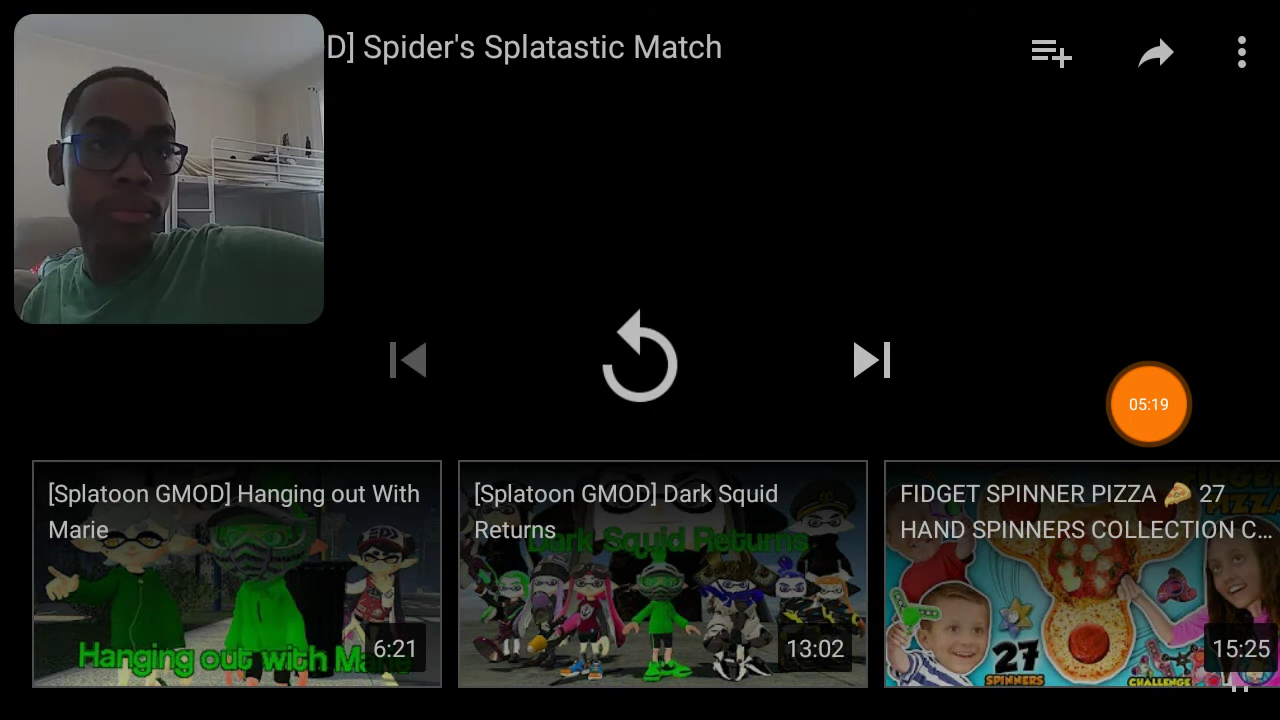 D] Spider's Splatastic Match
05:19
[Splatoon GMOD] Hanging out With
Marie
Hanging out with Ma
6:21
[Splatoon GMOD] Dark Squid
Returns
Dark Squid Returns
13:02
FIDGET SPINNER PIZZA 🍕 27
HAND SPINNERS COLLECTION C...
27
SPINNERS
CHALLENGE
15:25